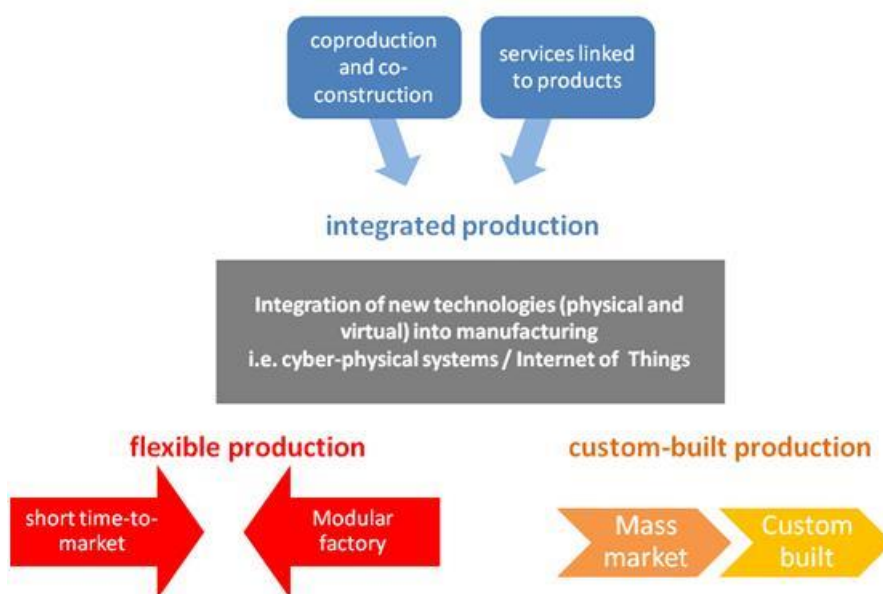 coproduction
and co-
construction
services linked
to products
integrated production
Integration of new technologies (physical and
virtual) into manufacturing
i.e. cyber-physical systems / Internet of Things
flexible production
short time-to-
market
Modular
factory
custom-built production
Mass
market
Custom
built